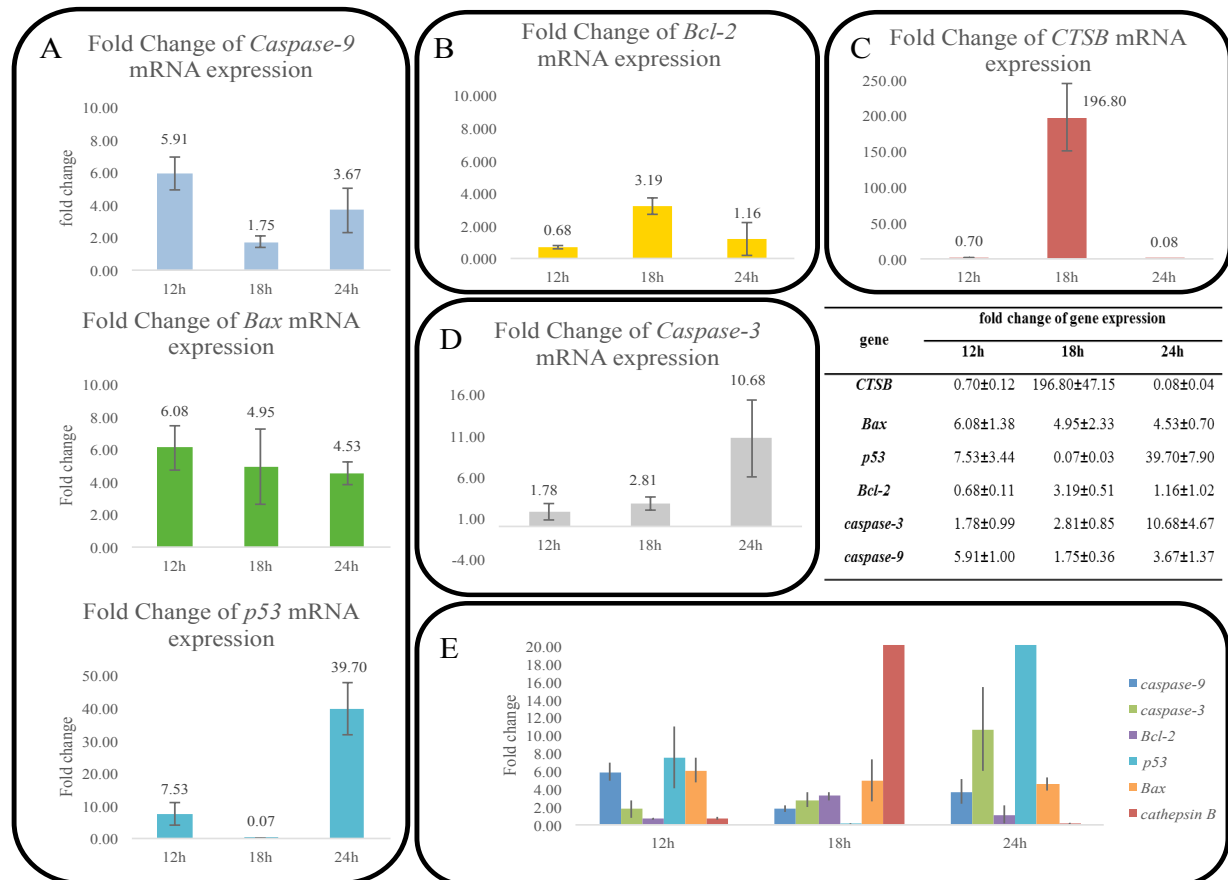 A
Fold Change of Caspase-9
mRNA expression
fold change
10.00
8.00
6.00
4.00
2.00
0.00
5.91
1.75
3.67
12h
18h
24h
Fold Change of Bax mRNA
expression
Fold change
10.00
8.00
6.00
4.00
2.00
0.00
6.08
4.95
4.53
12h
18h
24h
Fold Change of p53 mRNA
expression
Fold change
50.00
40.00
30.00
20.00
10.00
0.00
7.53
0.07
39.70
12h
18h
24h
B
Fold Change of Bcl-2
mRNA expression
10.000
8.000
6.000
4.000
2.000
0.000
0.68
3.19
1.16
12h
18h
24h
C
Fold Change of CTSB mRNA
expression
250.00
200.00
150.00
100.00
50.00
0.00
0.70
196.80
0.08
12h
18h
24h
D
Fold Change of Caspase-3
mRNA expression
16.00
11.00
6.00
1.00
-4.00
1.78
2.81
10.68
12h
18h
24h
gene fold change of gene expression
12h 18h 24h
CTSB 0.70±0.12 196.80±47.15 0.08±0.04
Bax 6.08±1.38 4.95±2.33 4.53±0.70
p53 7.53±3.44 0.07±0.03 39.70±7.90
Bcl-2 0.68±0.11 3.19±0.51 1.16±1.02
caspase-3 1.78±0.99 2.81±0.85 10.68±4.67
caspase-9 5.91±1.00 1.75±0.36 3.67±1.37
E
Fold change
20.00
18.00
16.00
14.00
12.00
10.00
8.00
6.00
4.00
2.00
0.00
12h
18h
24h
caspase-9
caspase-3
Bcl-2
p53
Bax
cathepsin B